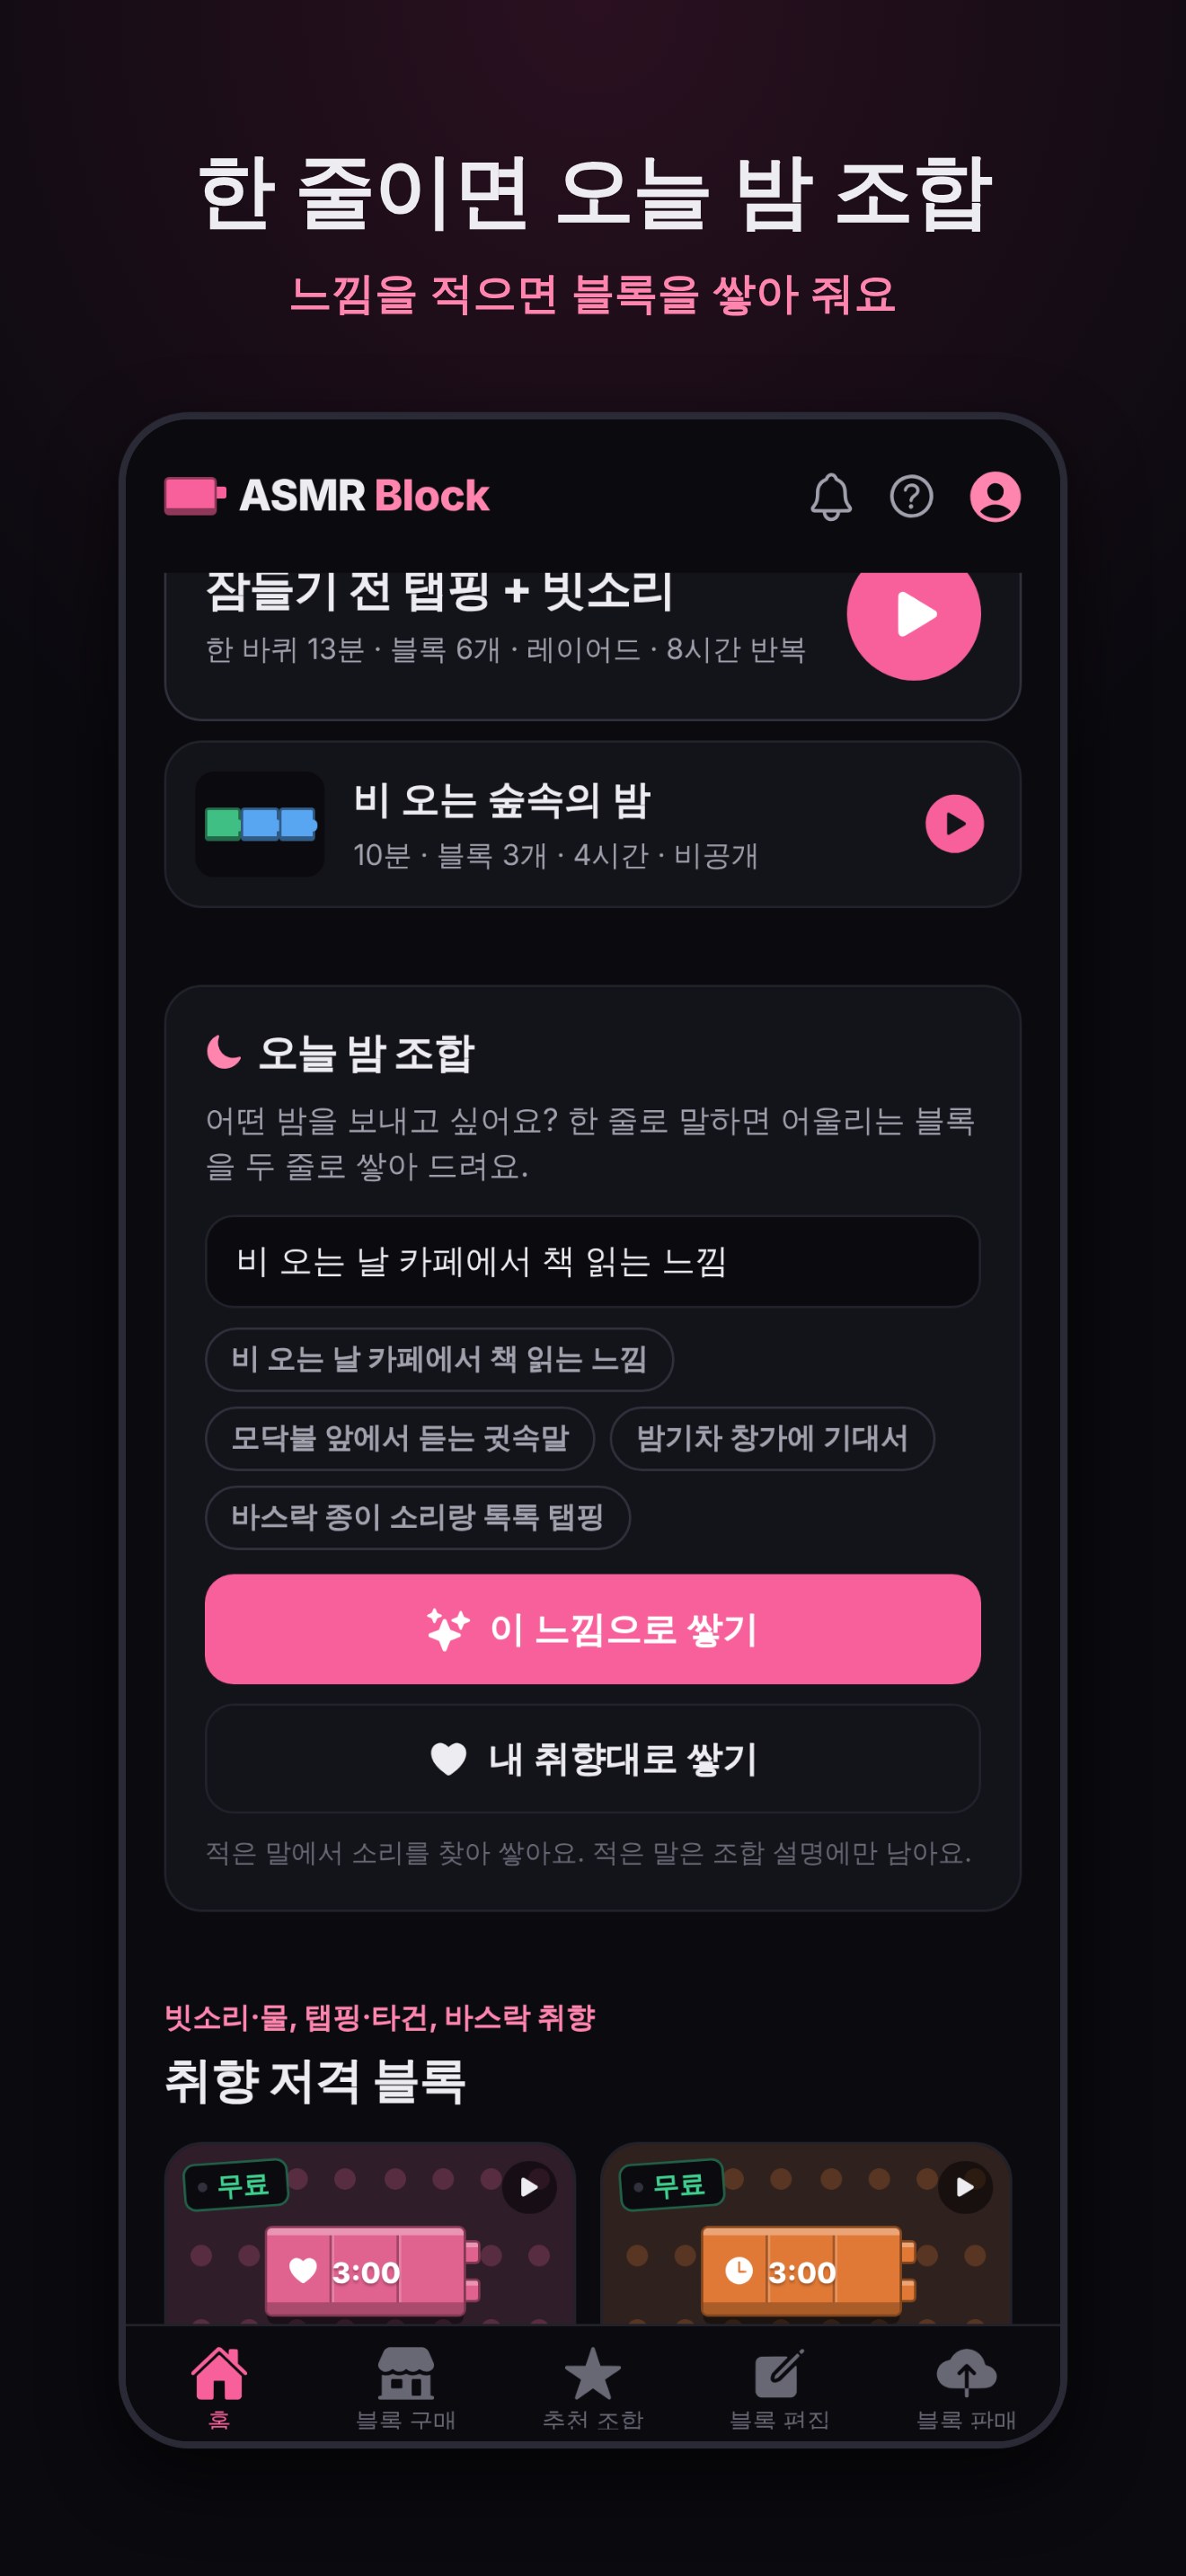 한 줄이면 오늘 밤 조합
느낌을 적으면 블록을 쌓아 줘요
ASMR Block
잠들기 전 탭핑 + 빗소리
한 바퀴 13분 · 블록 6개 · 레이어드 · 8시간 반복
비 오는 숲속의 밤
10분 · 블록 3개 · 4시간 · 비공개
오늘 밤 조합
어떤 밤을 보내고 싶어요? 한 줄로 말하면 어울리는 블록
을 두 줄로 쌓아 드려요.
비 오는 날 카페에서 책 읽는 느낌
비 오는 날 카페에서 책 읽는 느낌
모닥불 앞에서 듣는 귓속말
밤기차 창가에 기대서
바스락 종이 소리랑 톡톡 탭핑
이 느낌으로 쌓기
내 취향대로 쌓기
적은 말에서 소리를 찾아 쌓아요. 적은 말은 조합 설명에만 남아요.
빗소리·물, 탭핑·타건, 바스락 취향
취향 저격 블록
무료
3:00
무료
3:00
홈
블록 구매
추천 조합
블록 편집
블록 판매